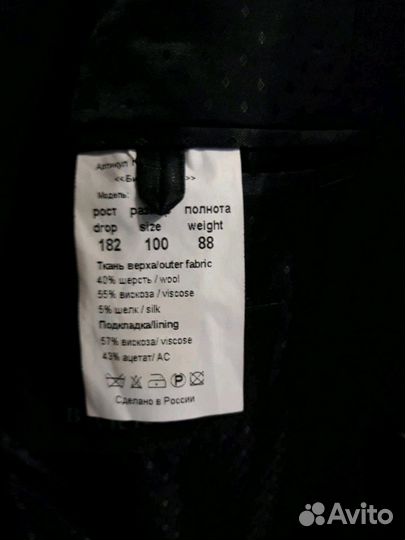 Артикул
Модель:
рост полнота
drop size weight
182 100 88
Ткань верха/outer fabric
40% шерсть / wool
55% вискоза / viscose
5% шелк / silk
Подкладка/lining
57% вискоза/ viscose
43% ацетат/ AC
Сделано в России
Avito